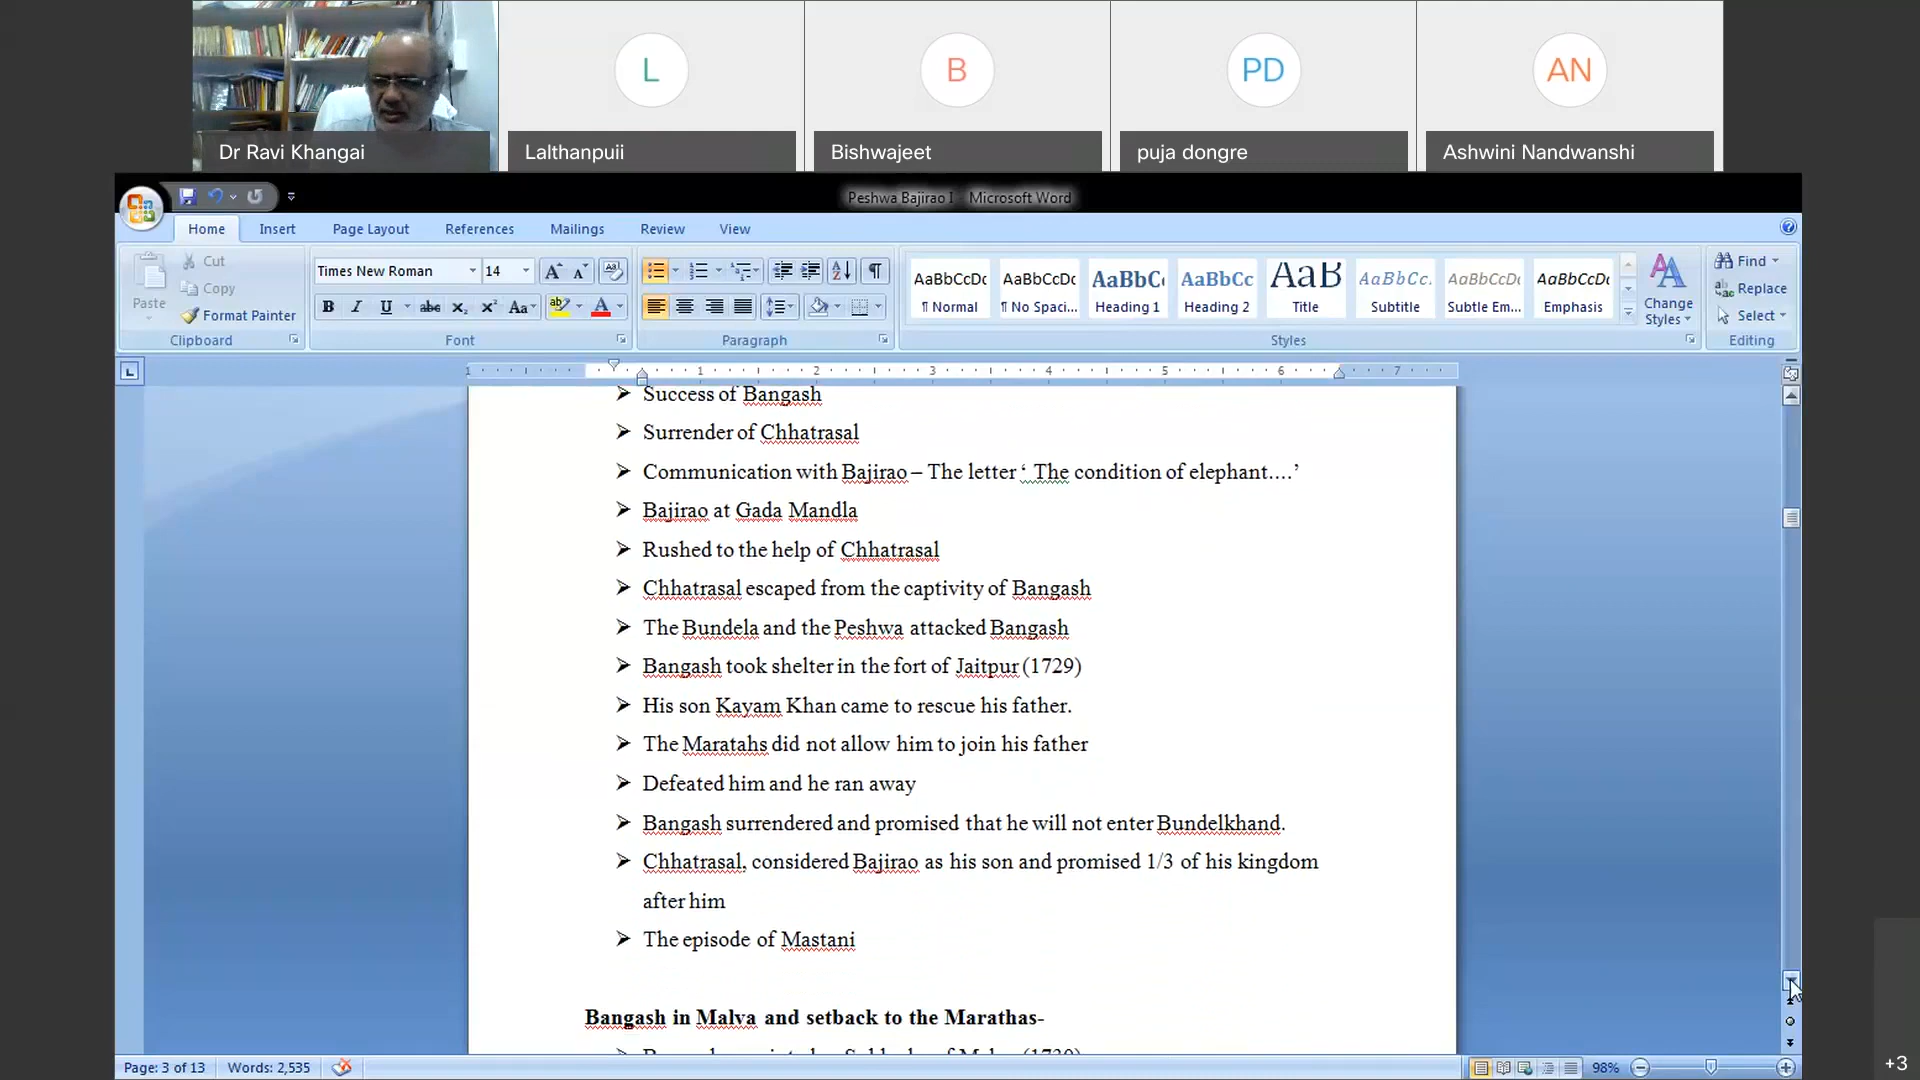 L
B
PD
AN
Dr Ravi Khangai
Lalthanpuii
Bishwajeet
puja dongre
Ashwini Nandwanshi
Peshwa Bajirao I - Microsoft Word
Home Insert Page Layout References Mailings Review View
Paste
Cut
Copy
Format Painter
Clipboard
Times New Roman 14
Font
Paragraph
AaBbCcDc AaBbCcDc AaBbC AaBbCc AaB AaBbCc. AaBbCcDc AaBbCcDc
¶ Normal ¶ No Spaci... Heading 1 Heading 2 Title Subtitle Subtle Em... Emphasis
Change Styles
Styles
Find
Replace
Select
Editing
1 1 2 3 4 5 6 7
➤ Success of Bangash
➤ Surrender of Chhatrasal
➤ Communication with Bajirao – The letter ‘ The condition of elephant....’
➤ Bajirao at Gada Mandla
➤ Rushed to the help of Chhatrasal
➤ Chhatrasal escaped from the captivity of Bangash
➤ The Bundela and the Peshwa attacked Bangash
➤ Bangash took shelter in the fort of Jaitpur (1729)
➤ His son Kayam Khan came to rescue his father.
➤ The Maratahs did not allow him to join his father
➤ Defeated him and he ran away
➤ Bangash surrendered and promised that he will not enter Bundelkhand.
➤ Chhatrasal, considered Bajirao as his son and promised 1/3 of his kingdom
after him
➤ The episode of Mastani
Bangash in Malva and setback to the Marathas-
Page: 3 of 13 Words: 2,535 98%
+3